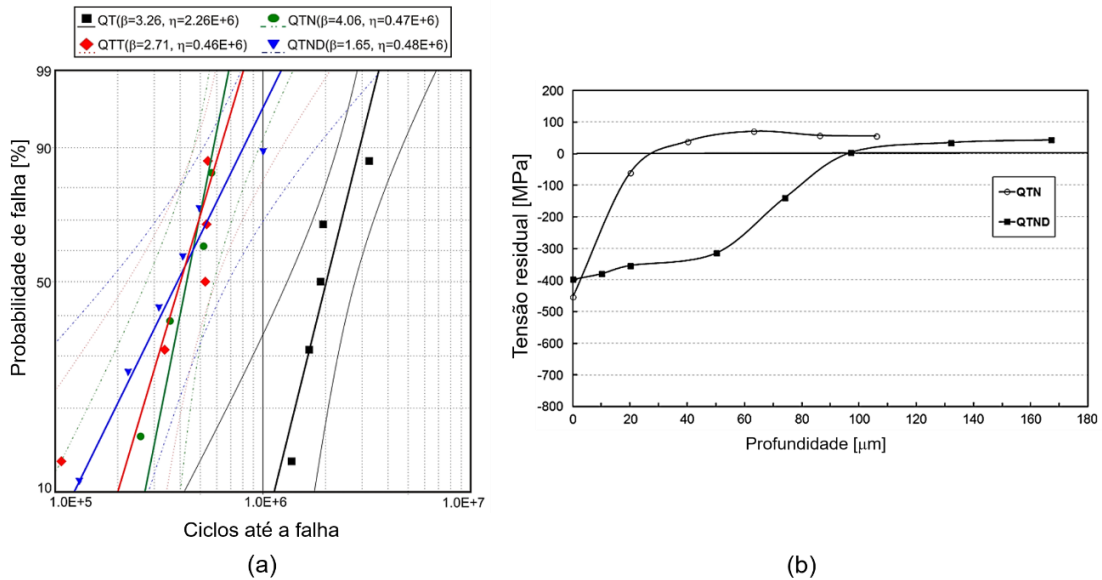 QT(β=3.26, η=2.26E+6)
QTN(β=4.06, η=0.47E+6)
QTT(β=2.71, η=0.46E+6)
QTND(β=1.65, η=0.48E+6)
Probabilidade de falha [%]
99
90
50
10
1.0E+5
1.0E+6
1.0E+7
Ciclos até a falha
(a)
Tensão residual [MPa]
200
100
0
-100
-200
-300
-400
-500
-600
-700
-800
QTN
QTND
0
20
40
60
80
100
120
140
160
180
Profundidade [μm]
(b)